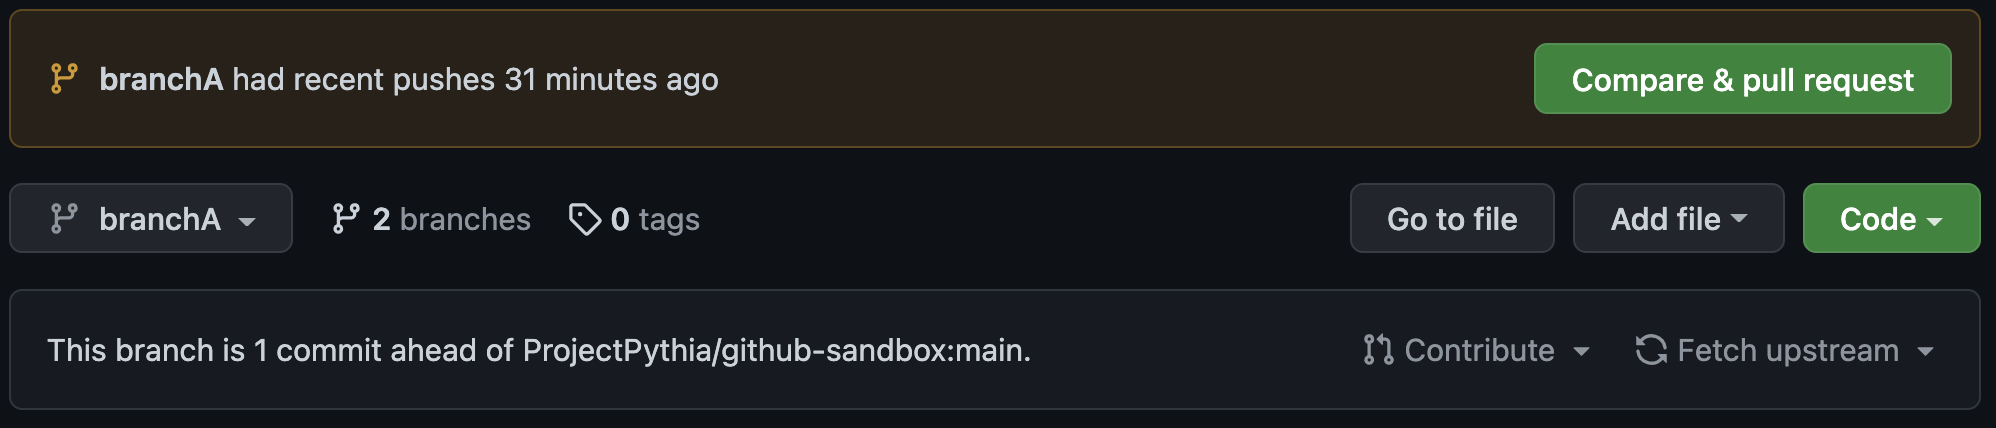 branchA had recent pushes 31 minutes ago
Compare & pull request
branchA
2 branches
0 tags
Go to file
Add file
Code
This branch is 1 commit ahead of ProjectPythia/github-sandbox:main.
Contribute
Fetch upstream